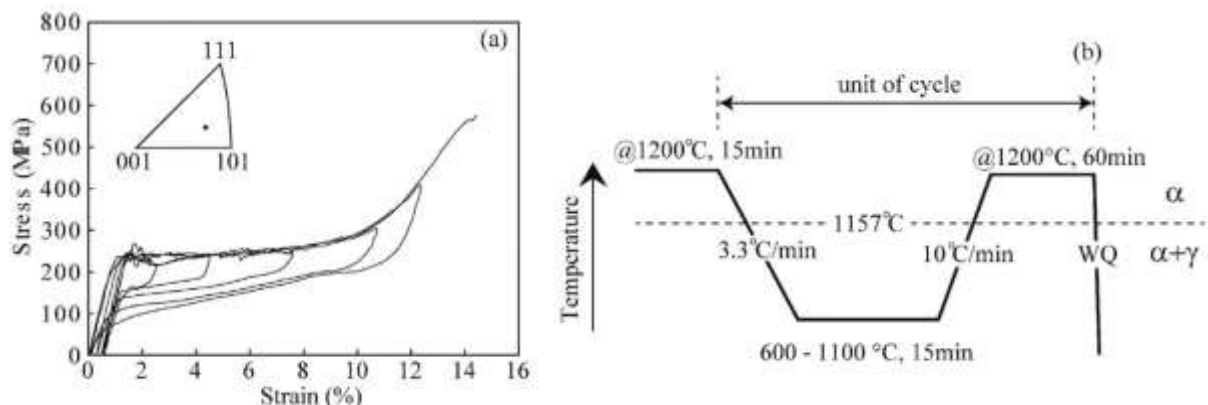 (a)
800
700
600
500
400
300
200
100
0
Stress (MPa)
111
001 101
0 2 4 6 8 10 12 14 16
Strain (%)
(b)
unit of cycle
@1200℃, 15min
@1200°C, 60min
Temperature
1157℃
α
α+γ
3.3℃/min
10℃/min
WQ
600 - 1100 °C, 15min